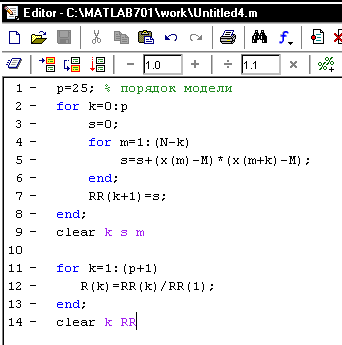 Editor - C:\MATLAB701\work\Untitled4.m
- 1.0 + ÷ 1.1 ×
1 - p=25; % порядок модели
2 - for k=0:p
3 - s=0;
4 - for m=1:(N-k)
5 - s=s+(x(m)-M)*(x(m+k)-M);
6 - end;
7 - RR(k+1)=s;
8 - end;
9 - clear k s m
10
11 - for k=1:(p+1)
12 - R(k)=RR(k)/RR(1);
13 - end;
14 - clear k RR